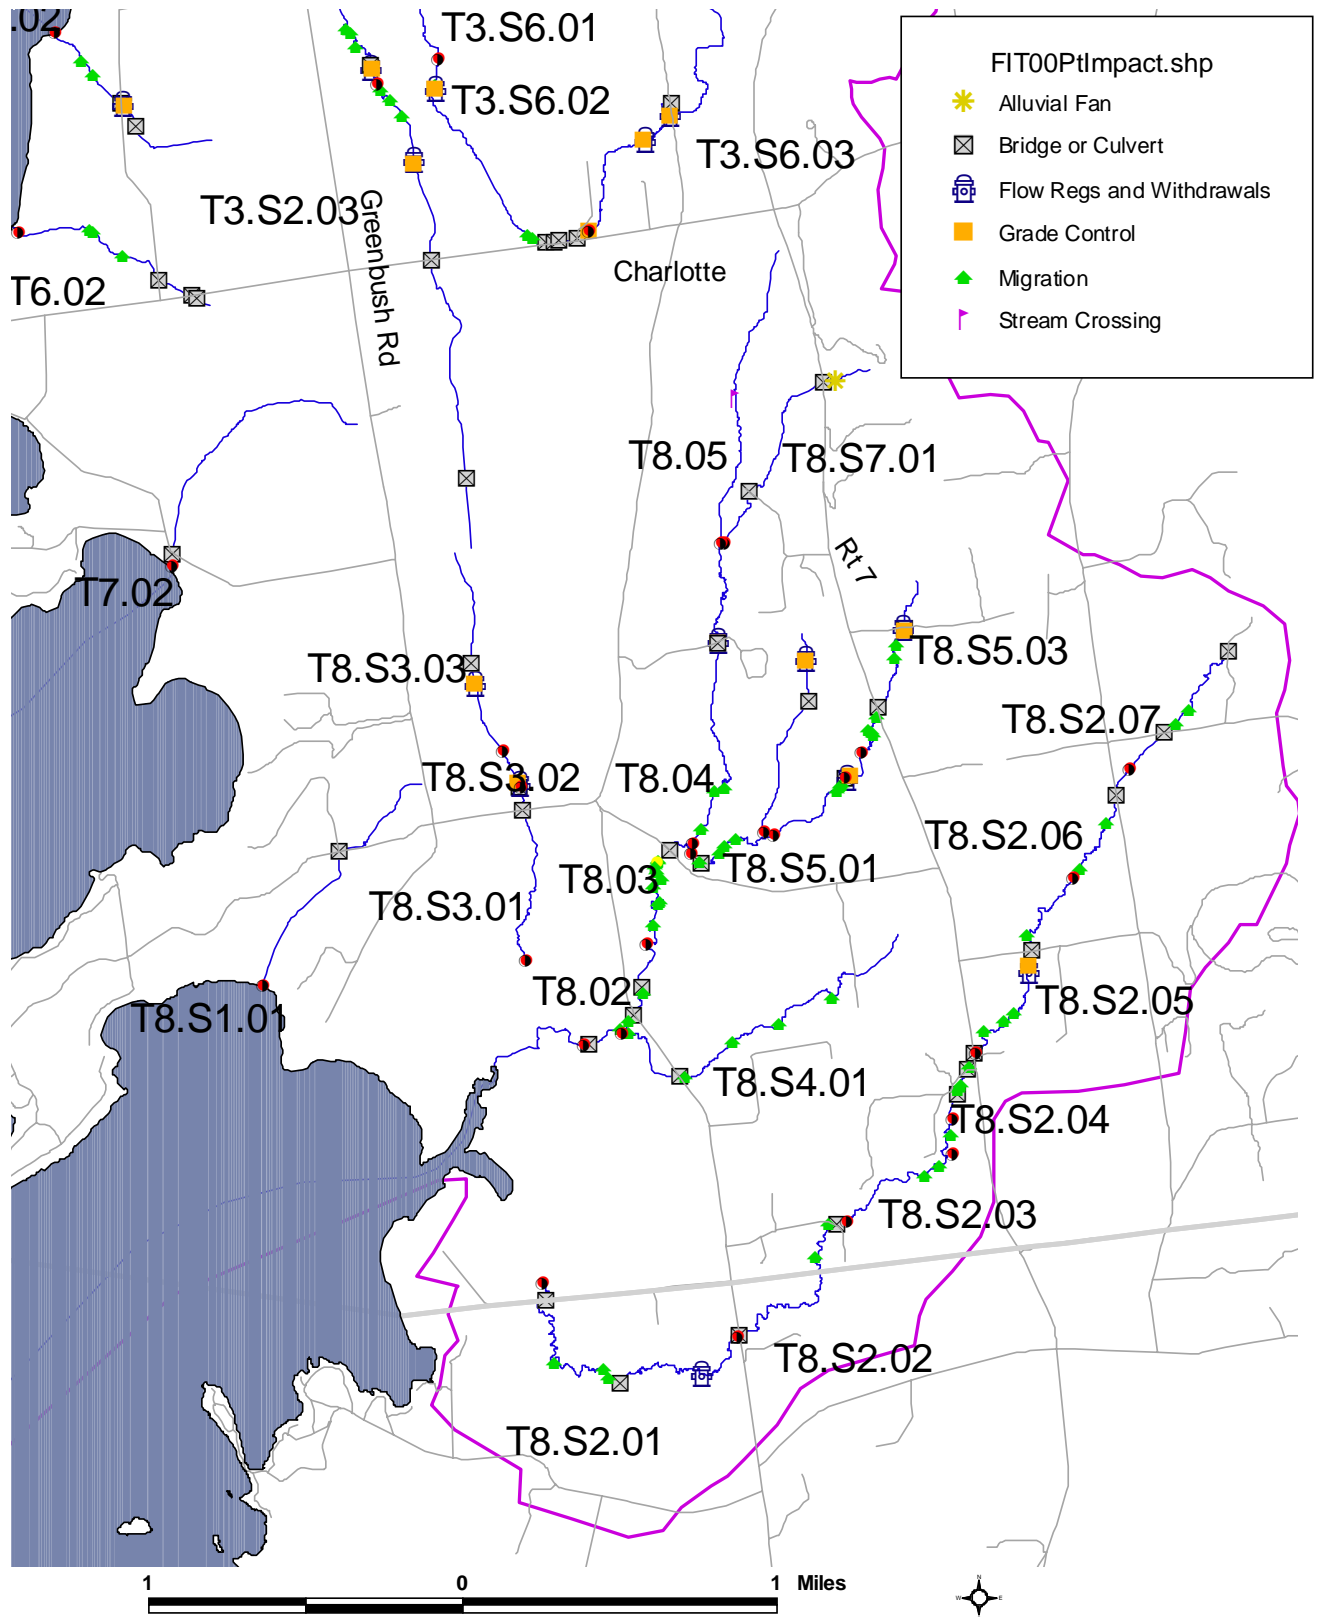 .02
T3.S6.01
FIT00PtImpact.shp
Alluvial Fan
T3.S6.02
Bridge or Culvert
T3.S6.03
Flow Regs and Withdrawals
T3.S2.03
Greenbush Rd
Grade Control
Charlotte
Migration
T6.02
Stream Crossing
T8.05
T8.S7.01
Rt 7
T7.02
T8.S5.03
T8.S3.03
T8.S2.07
T8.S3.02
T8.04
T8.S2.06
T8.03
T8.S5.01
T8.S3.01
T8.02
T8.S2.05
T8.S1.01
T8.S4.01
T8.S2.04
T8.S2.03
T8.S2.02
T8.S2.01
1 0 1 Miles
N
W E
S